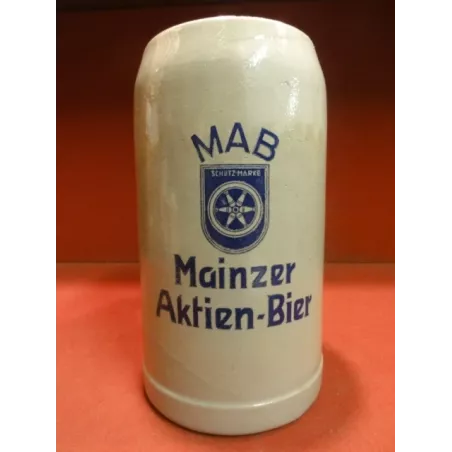 MAB
SCHUTZ-MARKE
Mainzer
Aktien-Bier